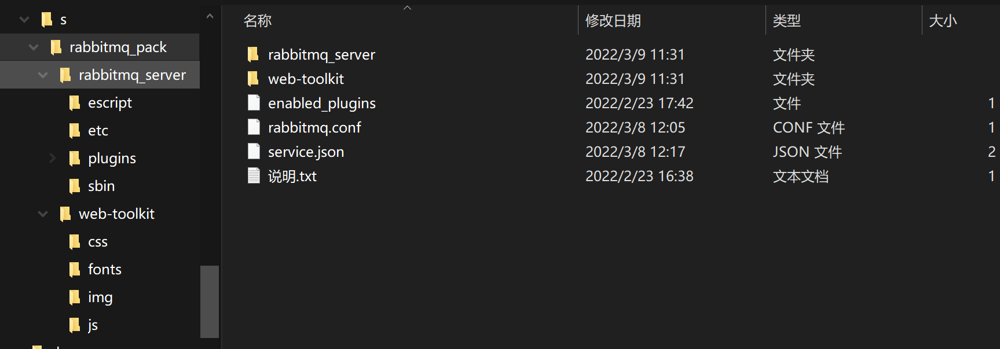 s
rabbitmq_pack
rabbitmq_server
escript
etc
plugins
sbin
web-toolkit
css
fonts
img
js
名称 修改日期 类型 大小
rabbitmq_server 2022/3/9 11:31 文件夹
web-toolkit 2022/3/9 11:31 文件夹
enabled_plugins 2022/2/23 17:42 文件 1
rabbitmq.conf 2022/3/8 12:05 CONF 文件 1
service.json 2022/3/8 12:17 JSON 文件 2
说明.txt 2022/2/23 16:38 文本文档 1